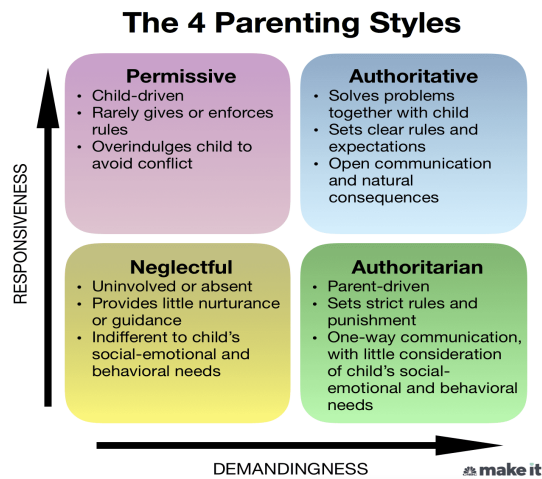 The 4 Parenting Styles
RESPONSIVENESS
Permissive
• Child-driven
• Rarely gives or enforces
rules
• Overindulges child to
avoid conflict
Authoritative
• Solves problems
together with child
• Sets clear rules and
expectations
• Open communication
and natural
consequences
Neglectful
• Uninvolved or absent
• Provides little nurturance
or guidance
• Indifferent to child's
social-emotional and
behavioral needs
Authoritarian
• Parent-driven
• Sets strict rules and
punishment
• One-way communication,
with little consideration
of child's social-
emotional and behavioral
needs
DEMANDINGNESS
make it